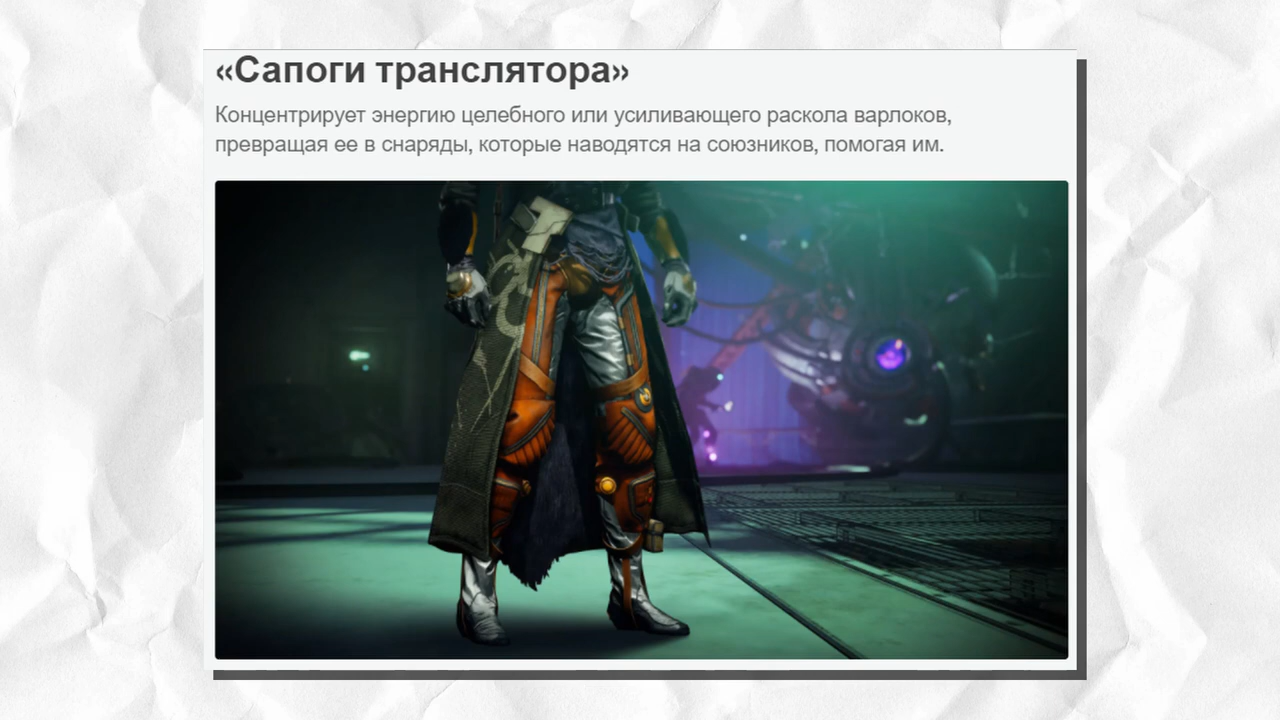 «Сапоги транслятора»
Концентрирует энергию целебного или усиливающего раскола варлоков,
превращая ее в снаряды, которые наводятся на союзников, помогая им.